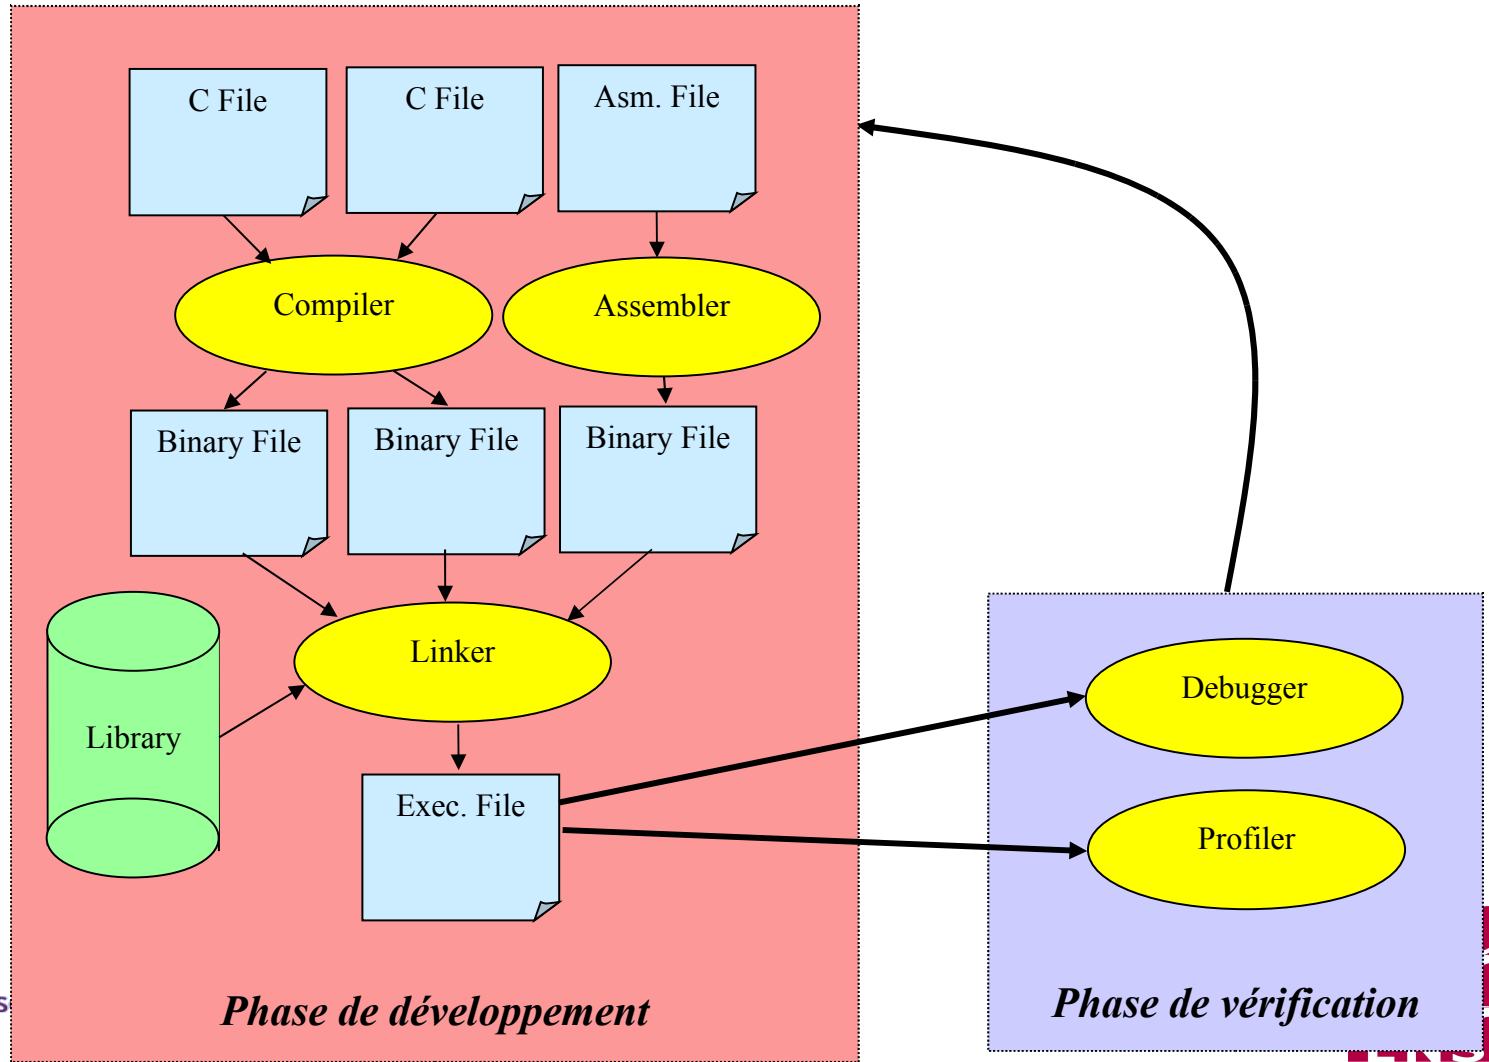 C File
C File
Asm. File
Compiler
Assembler
Binary File
Binary File
Binary File
Linker
Library
Exec. File
Debugger
Profiler
Phase de développement
Phase de vérification